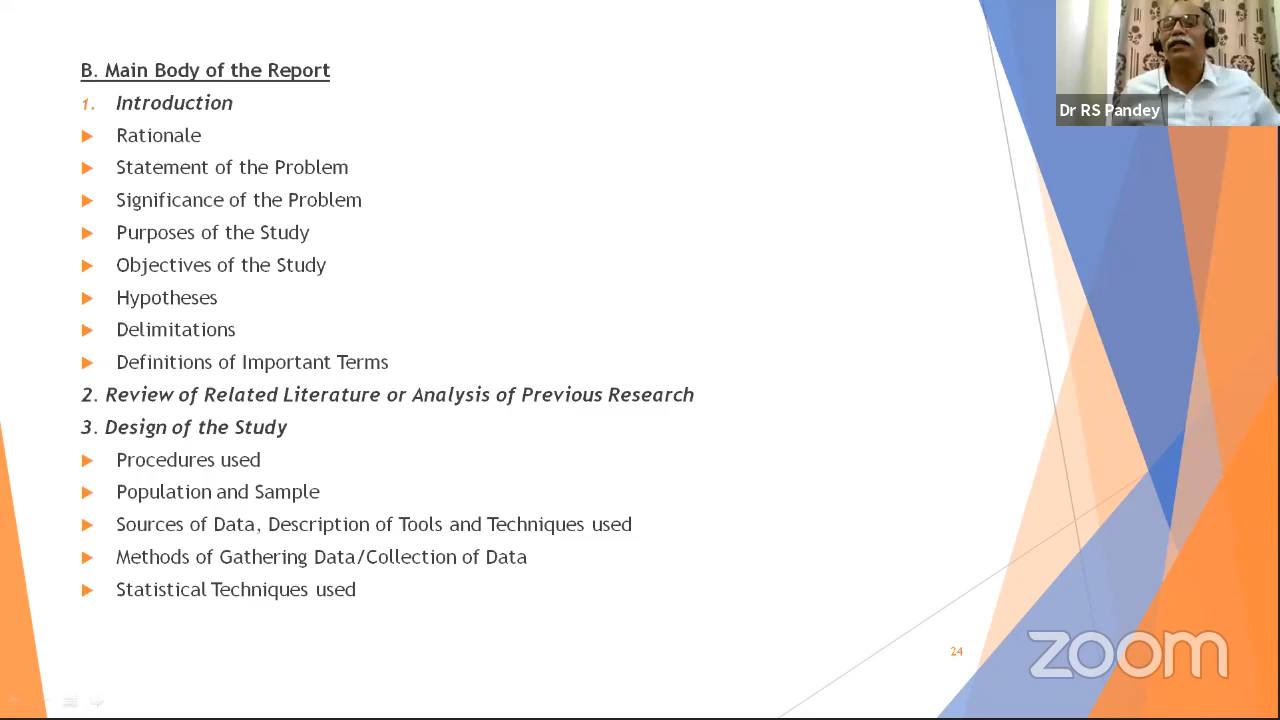 B. Main Body of the Report
1. Introduction
Rationale
Statement of the Problem
Significance of the Problem
Purposes of the Study
Objectives of the Study
Hypotheses
Delimitations
Definitions of Important Terms
2. Review of Related Literature or Analysis of Previous Research
3. Design of the Study
Procedures used
Population and Sample
Sources of Data, Description of Tools and Techniques used
Methods of Gathering Data/Collection of Data
Statistical Techniques used
Dr RS Pandey
24
zoom